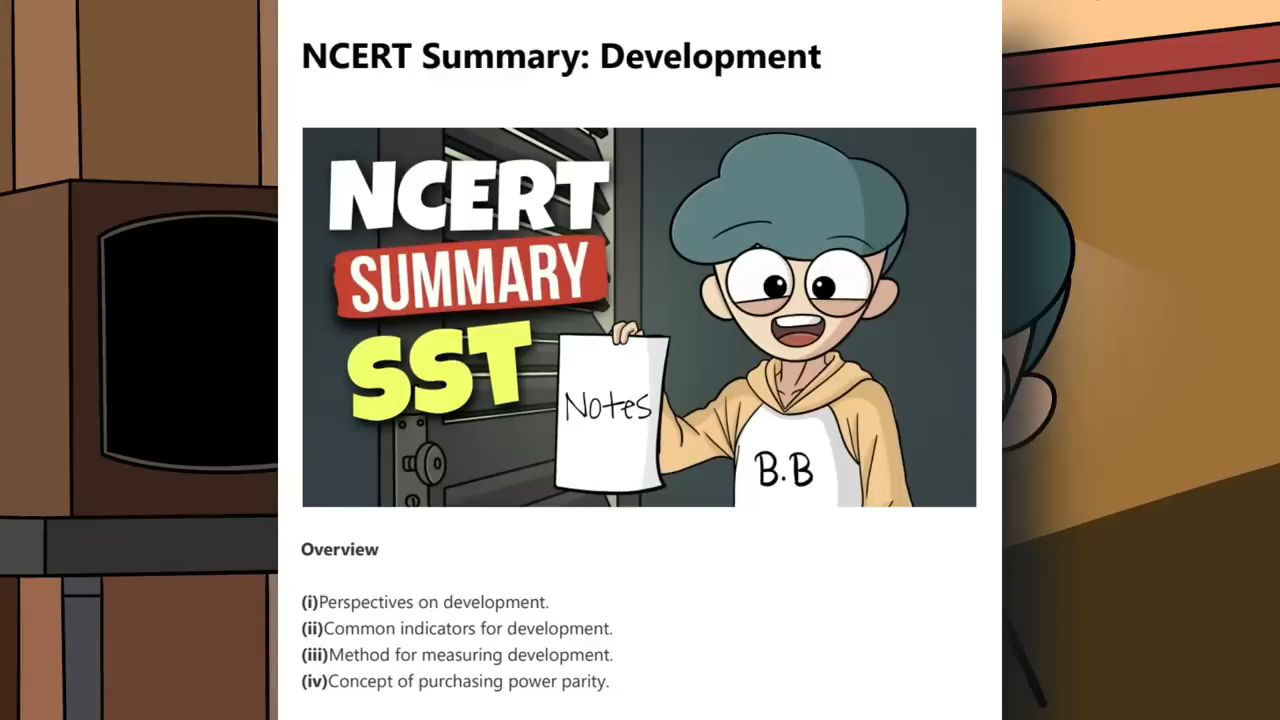 NCERT Summary: Development
NCERT
SUMMARY
SST
Notes
B.B
Overview
(i)Perspectives on development.
(ii)Common indicators for development.
(iii)Method for measuring development.
(iv)Concept of purchasing power parity.